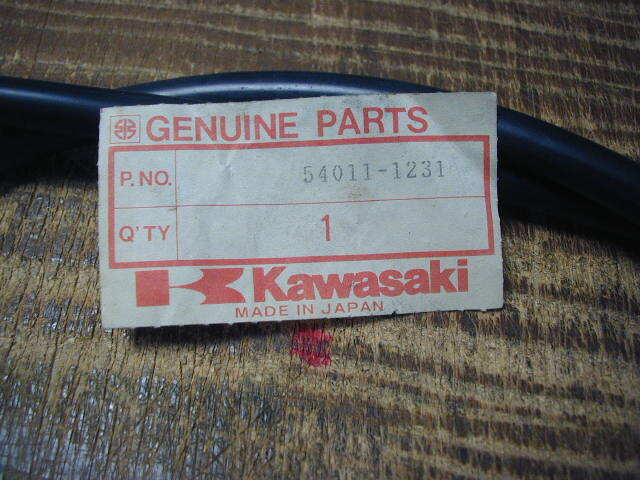 GENUINE PARTS
P.NO. 54011-1231
Q'TY 1
Kawasaki
MADE IN JAPAN